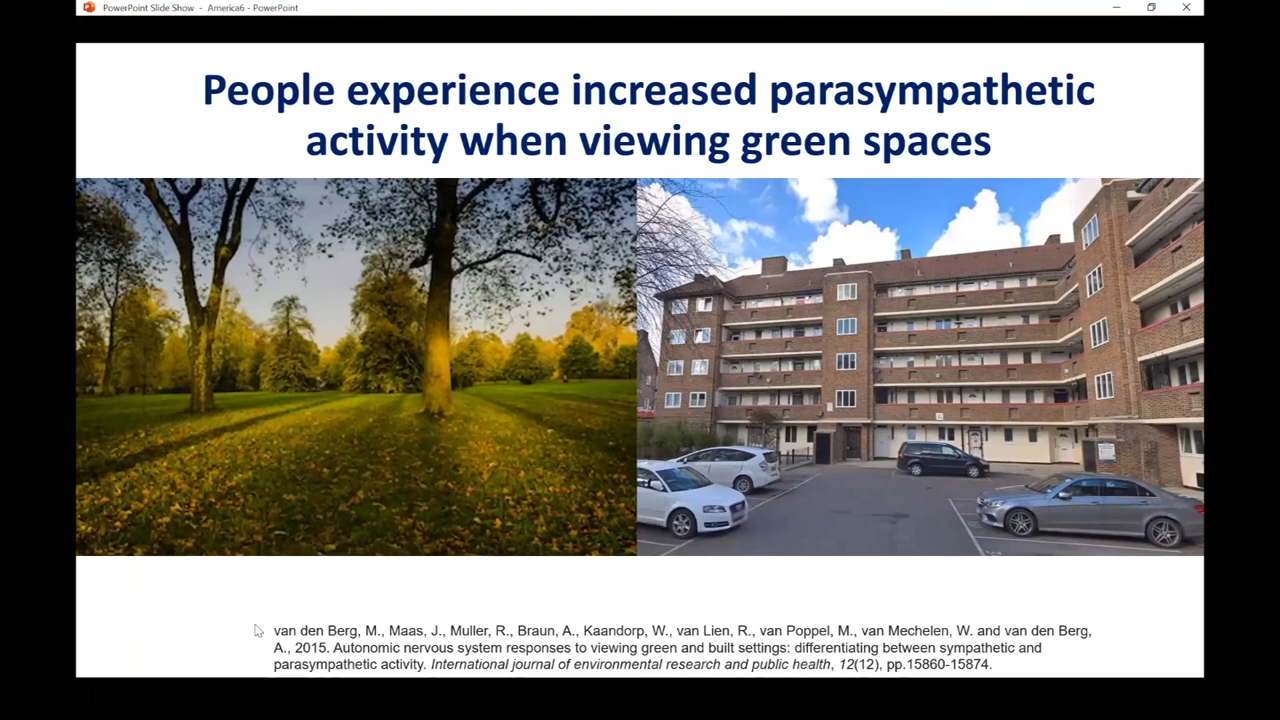 PowerPoint Slide Show - America6 - PowerPoint
People experience increased parasympathetic
activity when viewing green spaces
van den Berg, M., Maas, J., Muller, R., Braun, A., Kaandorp, W., van Lien, R., van Poppel, M., van Mechelen, W. and van den Berg,
A., 2015. Autonomic nervous system responses to viewing green and built settings: differentiating between sympathetic and
parasympathetic activity. International journal of environmental research and public health, 12(12), pp.15860-15874.